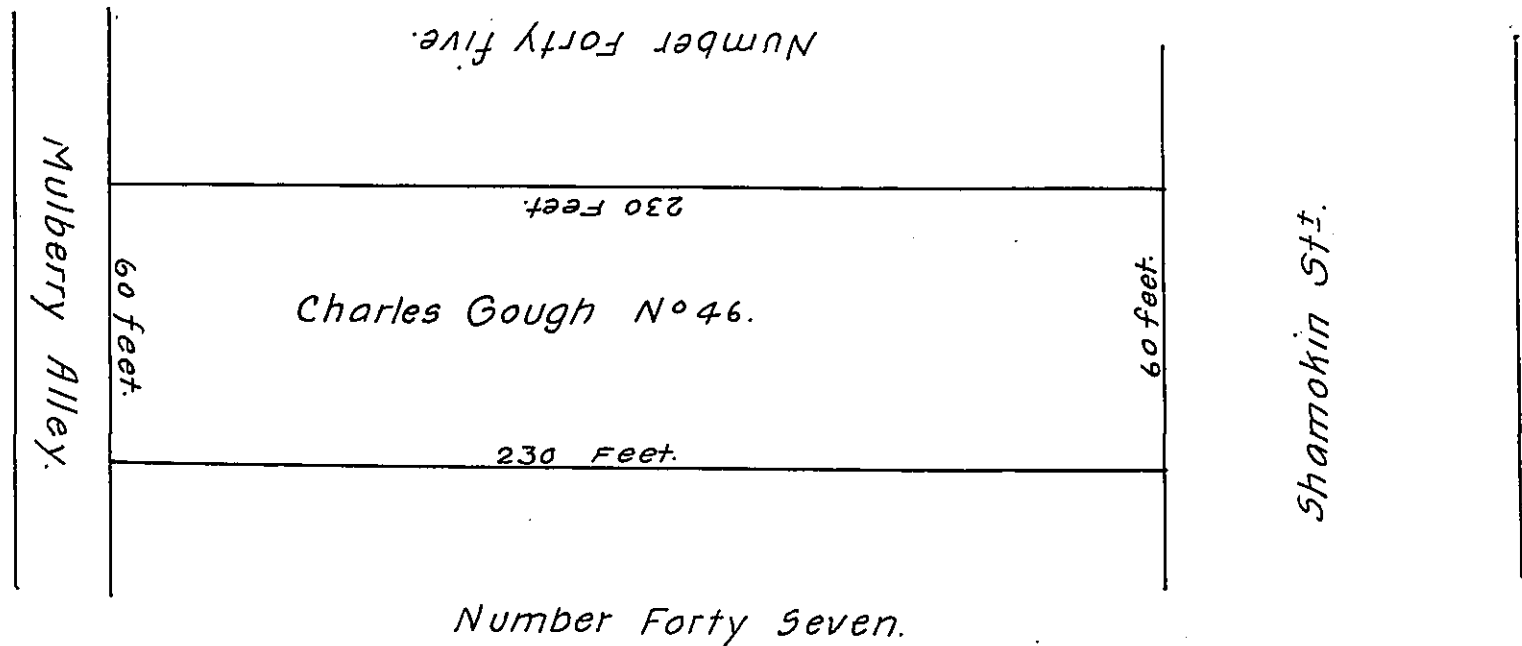 Number Forty five.
230 Feet.
Mulberry Alley.
60 feet.
Charles Gough Nº 46.
60 feet.
Shamokin Stt.
230 Feet.
Number Forty Seven.